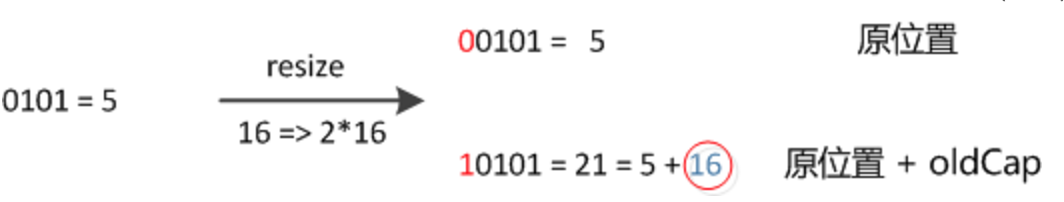 00101 = 5 原位置
resize
0101 = 5
16 => 2*16
10101 = 21 = 5 + 16 原位置 + oldCap